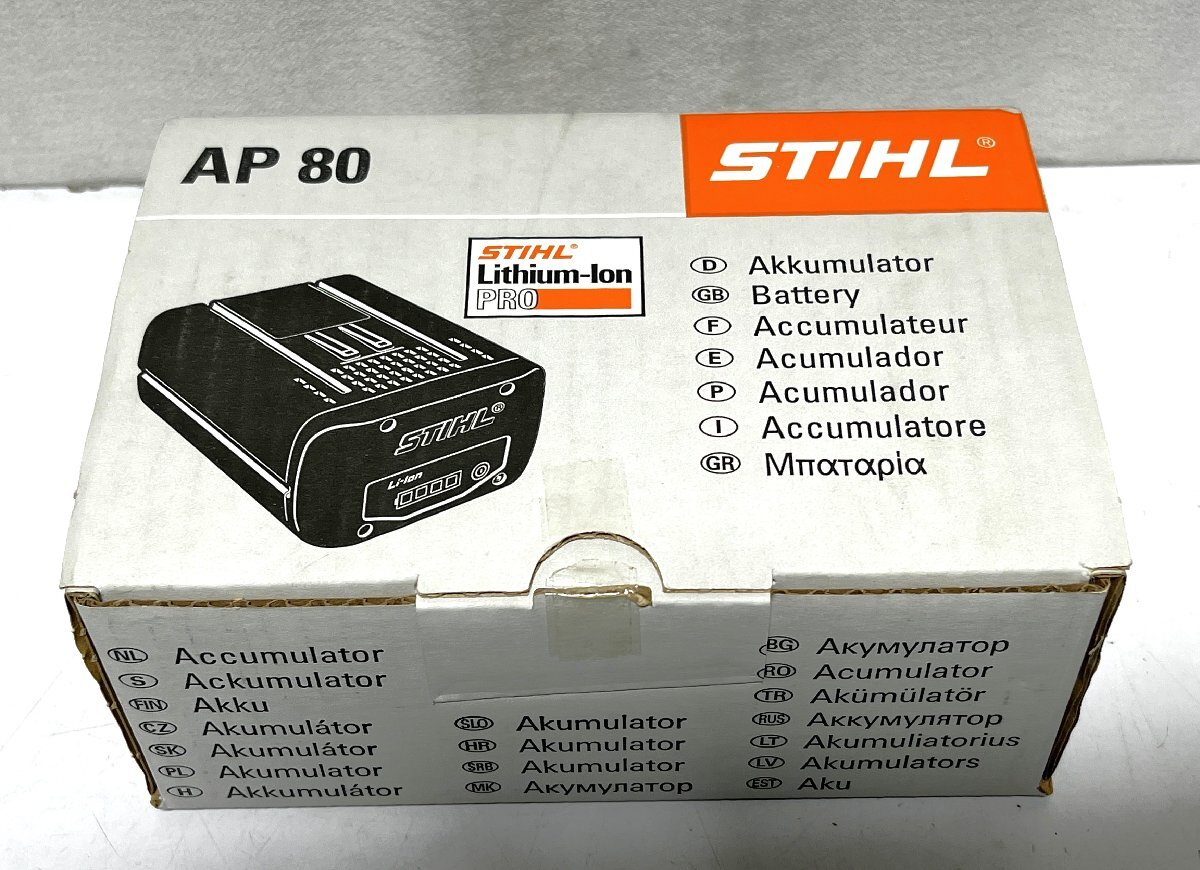 AP 80
STIHL®
STIHL®
Lithium-Ion
PRO
D Akkumulator
GB Battery
F Accumulateur
E Acumulador
P Acumulador
I Accumulatore
GR Μπαταρία
STIHL®
Li-Ion
NL Accumulator
S Ackumulator
FIN Akku
CZ Akumulátor
SK Akumulátor
PL Akumulator
H Akkumulátor
SLO Akumulator
HR Akumulator
SRB Akumulator
MK Акумулатор
BG Акумулатор
RO Acumulator
TR Akümülatör
RUS Аккумулятор
LT Akumuliatorius
LV Akumulators
EST Aku